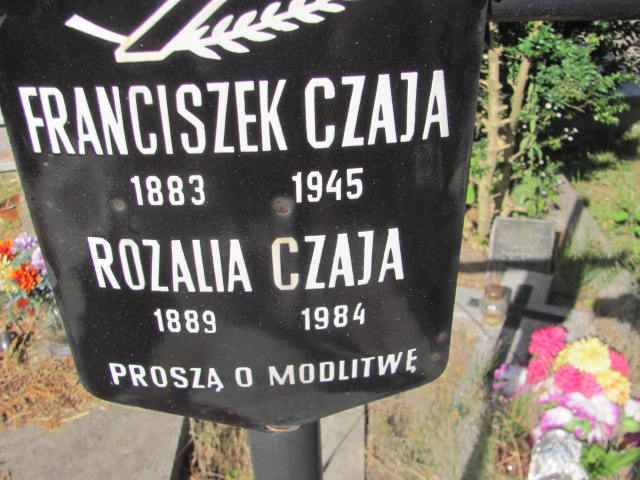 FRANCISZEK CZAJA
1883 1945
ROZALIA CZAJA
1889 1984
PROSZĄ O MODLITWĘ